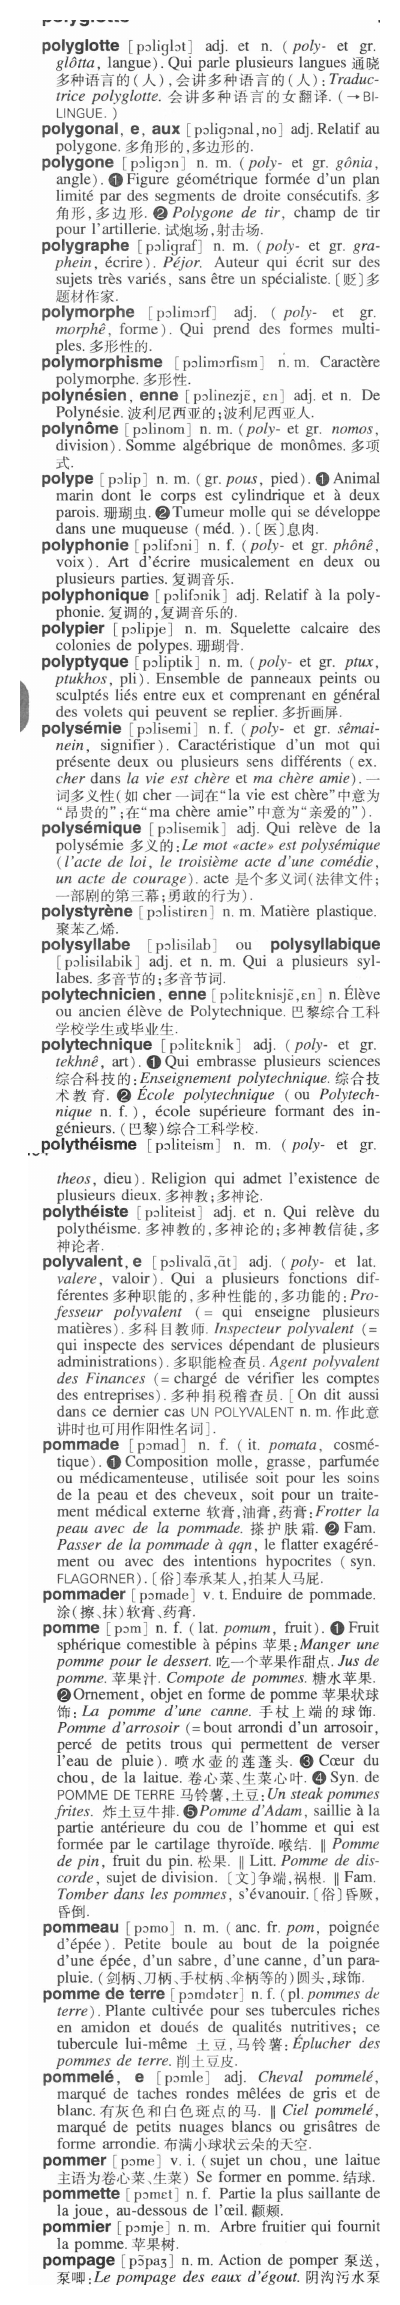 polyglotte [pɔliglɔt] adj. et n. (poly- et gr.
glôtta, langue). Qui parle plusieurs langues 通晓
多种语言的(人),会讲多种语言的(人): Traduc-
trice polyglotte. 会讲多种语言的女翻译. (→BI-
LINGUE.)
polygonal, e, aux [pɔligɔnal,no] adj. Relatif au
polygone. 多角形的,多边形的.
polygone [pɔligɔn] n. m. (poly- et gr. gônia,
angle). ❶ Figure géométrique formée d'un plan
limité par des segments de droite consécutifs. 多
角形,多边形. ❷ Polygone de tir, champ de tir
pour l'artillerie. 试炮场,射击场.
polygraphe [pɔligraf] n. m. (poly- et gr. gra-
phein, écrire). Péjor. Auteur qui écrit sur des
sujets très variés, sans être un spécialiste. 〔贬〕多
题材作家.
polymorphe [pɔlimɔrf] adj. (poly- et gr.
morphê, forme). Qui prend des formes multi-
ples. 多形性的.
polymorphisme [pɔlimɔrfism] n. m. Caractère
polymorphe. 多形性.
polynésien, enne [pɔlinezjɛ̃, ɛn] adj. et n. De
Polynésie. 波利尼西亚的;波利尼西亚人.
polynôme [pɔlinom] n. m. (poly- et gr. nomos,
division). Somme algébrique de monômes. 多项
式.
polype [pɔlip] n. m. (gr. pous, pied). ❶ Animal
marin dont le corps est cylindrique et à deux
parois. 珊瑚虫. ❷ Tumeur molle qui se développe
dans une muqueuse (méd.). 〔医〕息肉.
polyphonie [pɔlifɔni] n. f. (poly- et gr. phônê,
voix). Art d'écrire musicalement en deux ou
plusieurs parties. 复调音乐.
polyphonique [pɔlifɔnik] adj. Relatif à la poly-
phonie. 复调的,复调音乐的.
polypier [pɔlipje] n. m. Squelette calcaire des
colonies de polypes. 珊瑚骨.
polyptyque [pɔliptik] n. m. (poly- et gr. ptux,
ptukhos, pli). Ensemble de panneaux peints ou
sculptés liés entre eux et comprenant en général
des volets qui peuvent se replier. 多折画屏.
polysémie [pɔlisemi] n. f. (poly- et gr. sêmai-
nein, signifier). Caractéristique d'un mot qui
présente deux ou plusieurs sens différents (ex.
cher dans la vie est chère et ma chère amie). 一
词多义性(如 cher 一词在“la vie est chère”中意为
“昂贵的”;在“ma chère amie”中意为“亲爱的”).
polysémique [pɔlisemik] adj. Qui relève de la
polysémie 多义的: Le mot «acte» est polysémique
(l'acte de loi, le troisième acte d'une comédie,
un acte de courage). acte 是个多义词(法律文件;
一部剧的第三幕;勇敢的行为).
polystyrène [pɔlistirɛn] n. m. Matière plastique.
聚苯乙烯.
polysyllabe [pɔlisilab] ou polysyllabique
[pɔlisilabik] adj. et n. m. Qui a plusieurs syl-
labes. 多音节的;多音节词.
polytechnicien, enne [pɔlitɛknisjɛ̃,ɛn] n. Élève
ou ancien élève de Polytechnique. 巴黎综合工科
学校学生或毕业生.
polytechnique [pɔlitɛknik] adj. (poly- et gr.
tekhnê, art). ❶ Qui embrasse plusieurs sciences
综合科技的: Enseignement polytechnique. 综合技
术教育. ❷ École polytechnique (ou Polytech-
nique n. f.), école supérieure formant des in-
génieurs. (巴黎)综合工科学校.
polythéisme [pɔliteism] n. m. (poly- et gr.
theos, dieu). Religion qui admet l'existence de
plusieurs dieux. 多神教;多神论.
polythéiste [pɔliteist] adj. et n. Qui relève du
polythéisme. 多神教的,多神论的;多神教信徒,多
神论者.
polyvalent, e [pɔlivalɑ̃,ɑ̃t] adj. (poly- et lat.
valere, valoir). Qui a plusieurs fonctions dif-
férentes 多种职能的,多种性能的,多功能的: Pro-
fesseur polyvalent (= qui enseigne plusieurs
matières). 多科目教师. Inspecteur polyvalent (=
qui inspecte des services dépendant de plusieurs
administrations). 多职能检查员. Agent polyvalent
des Finances (= chargé de vérifier les comptes
des entreprises). 多种捐税稽查员. [On dit aussi
dans ce dernier cas UN POLYVALENT n. m. 作此意
讲时也可用作阳性名词].
pommade [pɔmad] n. f. (it. pomata, cosmé-
tique). ❶ Composition molle, grasse, parfumée
ou médicamenteuse, utilisée soit pour les soins
de la peau et des cheveux, soit pour un traite-
ment médical externe 软膏,油膏,药膏: Frotter la
peau avec de la pommade. 搽护肤霜. ❷ Fam.
Passer de la pommade à qqn, le flatter exagéré-
ment ou avec des intentions hypocrites (syn.
FLAGORNER). 〔俗〕奉承某人,拍某人马屁.
pommader [pɔmade] v. t. Enduire de pommade.
涂(擦、抹)软膏、药膏.
pomme [pɔm] n. f. (lat. pomum, fruit). ❶ Fruit
sphérique comestible à pépins 苹果: Manger une
pomme pour le dessert. 吃一个苹果作甜点. Jus de
pomme. 苹果汁. Compote de pommes. 糖水苹果.
❷ Ornement, objet en forme de pomme 苹果状球
饰: La pomme d'une canne. 手杖上端的球饰.
Pomme d'arrosoir (= bout arrondi d'un arrosoir,
percé de petits trous qui permettent de verser
l'eau de pluie). 喷水壶的莲蓬头. ❸ Cœur du
chou, de la laitue. 卷心菜、生菜心叶. ❹ Syn. de
POMME DE TERRE 马铃薯,土豆: Un steak pommes
frites. 炸土豆牛排. ❺ Pomme d'Adam, saillie à la
partie antérieure du cou de l'homme et qui est
formée par le cartilage thyroïde. 喉结. ‖ Pomme
de pin, fruit du pin. 松果. ‖ Litt. Pomme de dis-
corde, sujet de division. 〔文〕争端,祸根. ‖ Fam.
Tomber dans les pommes, s'évanouir. 〔俗〕昏厥,
昏倒.
pommeau [pɔmo] n. m. (anc. fr. pom, poignée
d'épée). Petite boule au bout de la poignée
d'une épée, d'un sabre, d'une canne, d'un para-
pluie. (剑柄、刀柄、手杖柄、伞柄等的)圆头,球饰.
pomme de terre [pɔmdətɛr] n. f. (pl. pommes de
terre). Plante cultivée pour ses tubercules riches
en amidon et doués de qualités nutritives; ce
tubercule lui-même 土豆,马铃薯: Éplucher des
pommes de terre. 削土豆皮.
pommelé, e [pɔmle] adj. Cheval pommelé,
marqué de taches rondes mêlées de gris et de
blanc. 有灰色和白色斑点的马. ‖ Ciel pommelé,
marqué de petits nuages blancs ou grisâtres de
forme arrondie. 布满小球状云朵的天空.
pommer [pɔme] v. i. (sujet un chou, une laitue
主语为卷心菜、生菜) Se former en pomme. 结球.
pommette [pɔmɛt] n. f. Partie la plus saillante de
la joue, au-dessous de l'œil. 颧颊.
pommier [pɔmje] n. m. Arbre fruitier qui fournit
la pomme. 苹果树.
pompage [pɔ̃paʒ] n. m. Action de pomper 泵送,
泵唧: Le pompage des eaux d'égout. 阴沟污水泵